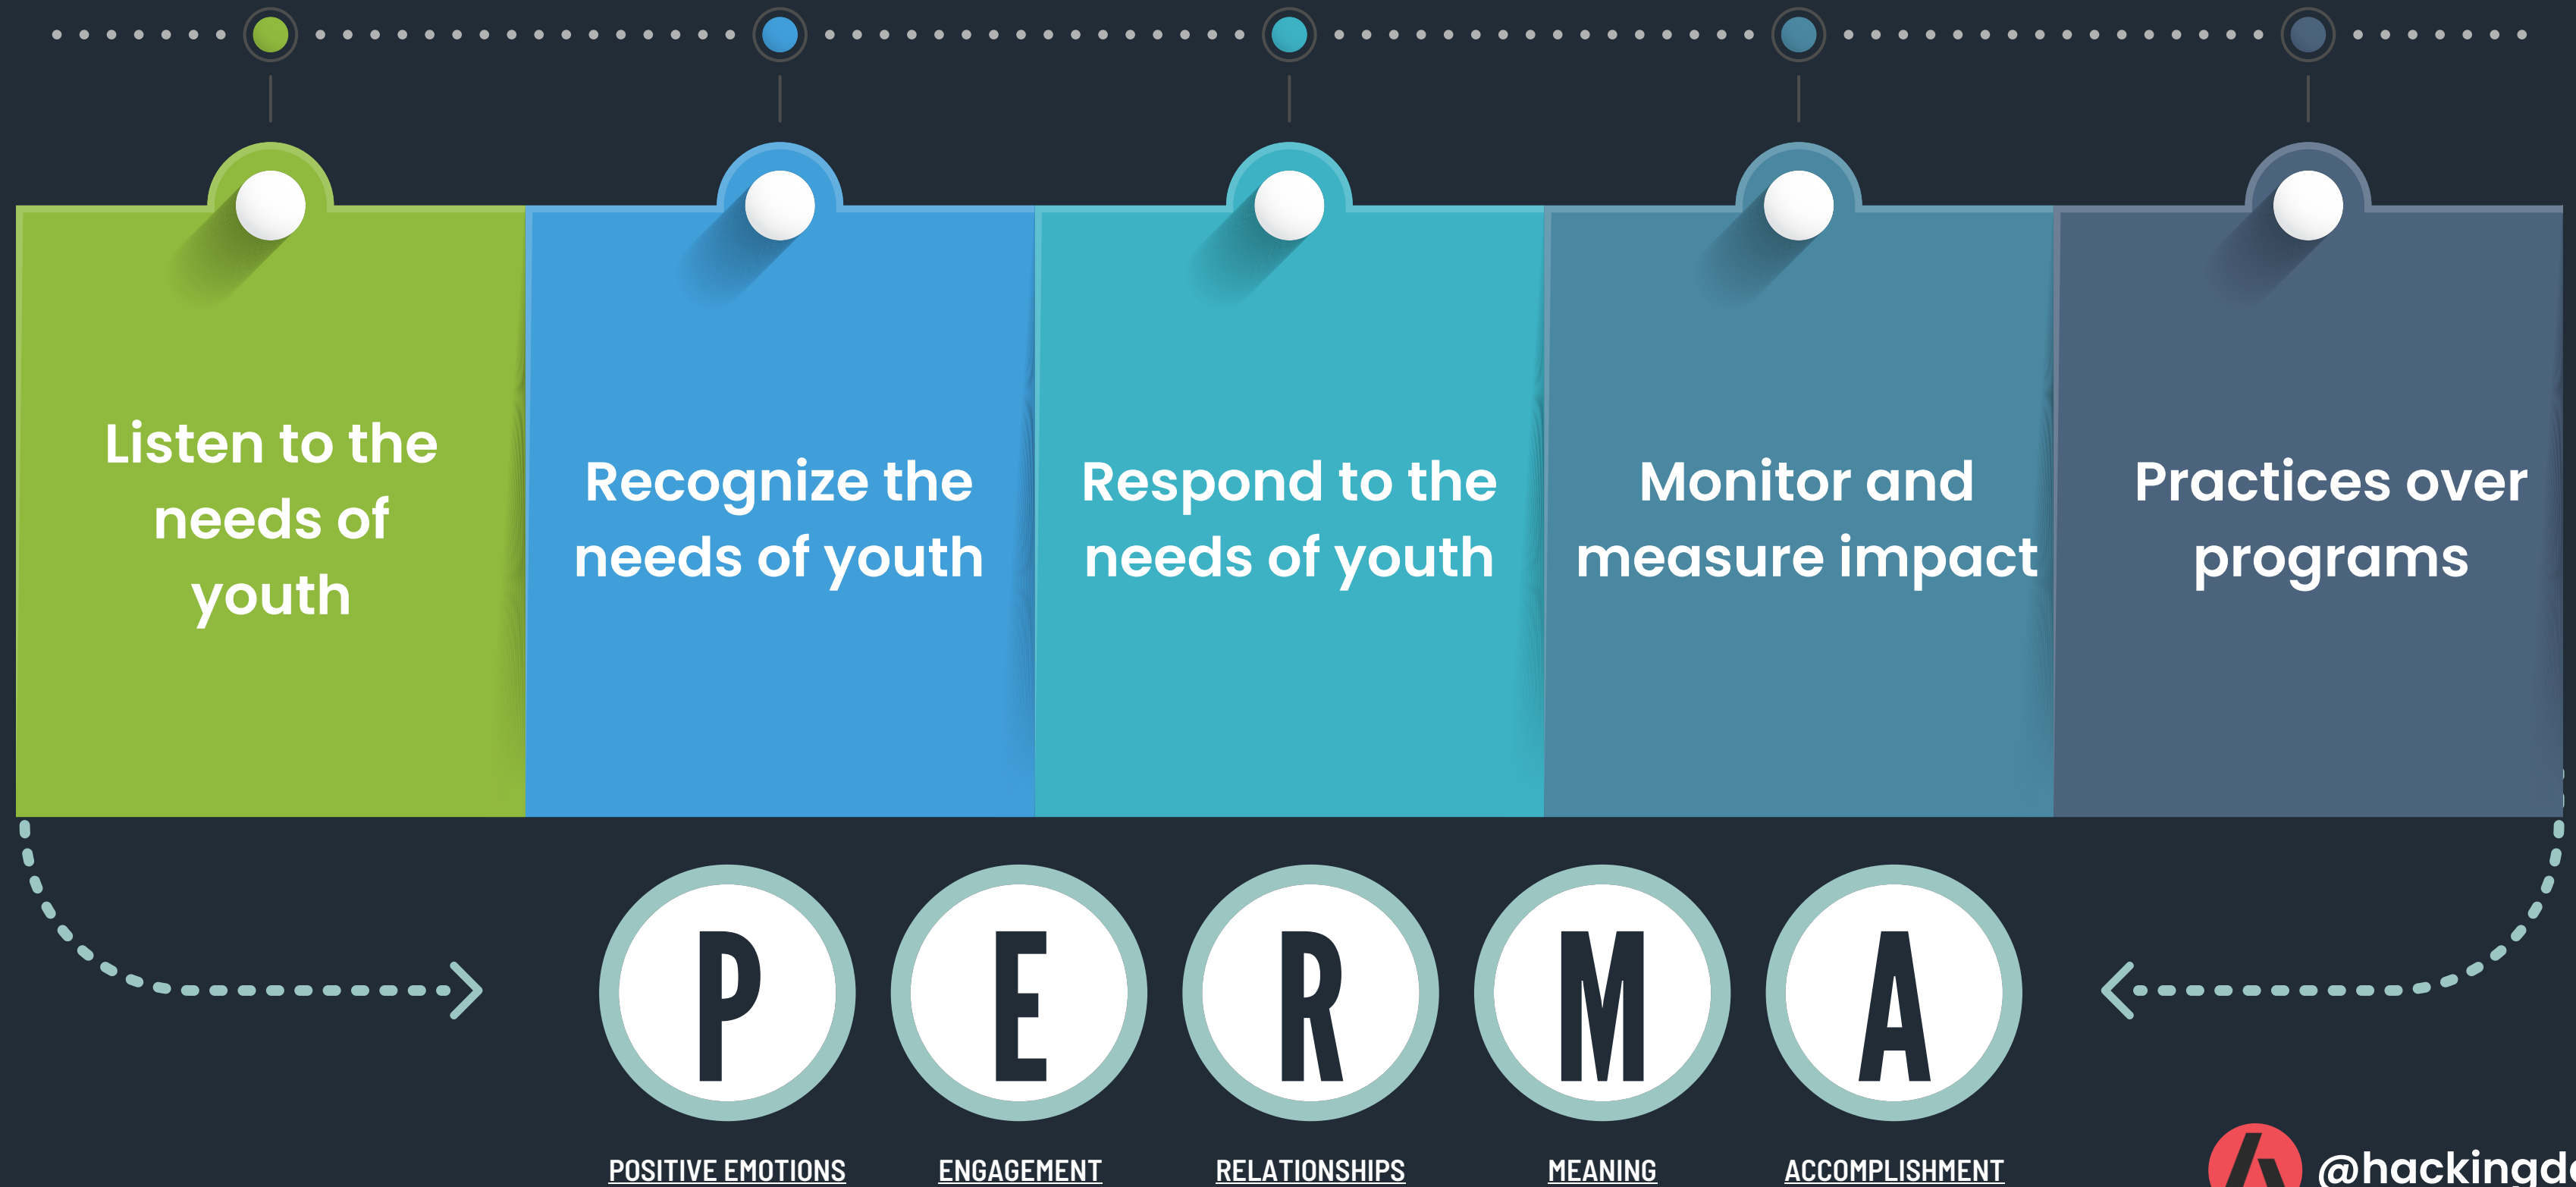 Listen to the
needs of
youth
Recognize the
needs of youth
Respond to the
needs of youth
Monitor and
measure impact
Practices over
programs
P E R M A
POSITIVE EMOTIONS
ENGAGEMENT
RELATIONSHIPS
MEANING
ACCOMPLISHMENT